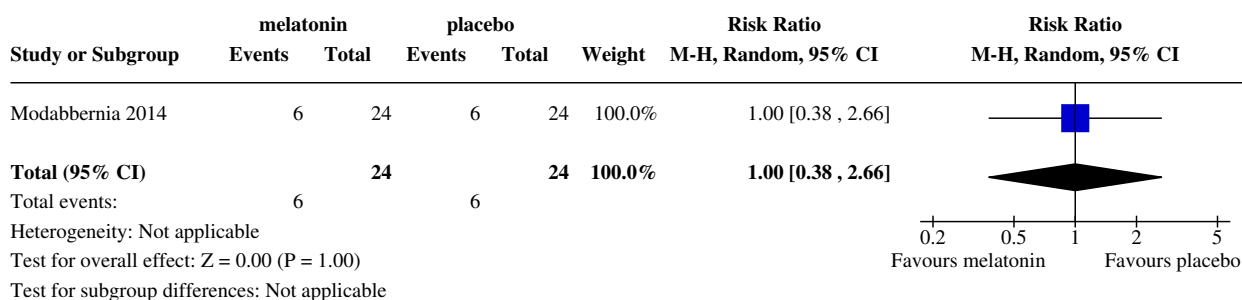 melatonin placebo Risk Ratio Risk Ratio
Study or Subgroup Events Total Events Total Weight M-H, Random, 95% CI M-H, Random, 95% CI
Modabbernia 2014 6 24 6 24 100.0% 1.00 [0.38 , 2.66]
Total (95% CI) 24 24 100.0% 1.00 [0.38 , 2.66]
Total events: 6 6
Heterogeneity: Not applicable 0.2 0.5 1 2 5
Test for overall effect: Z = 0.00 (P = 1.00) Favours melatonin Favours placebo
Test for subgroup differences: Not applicable